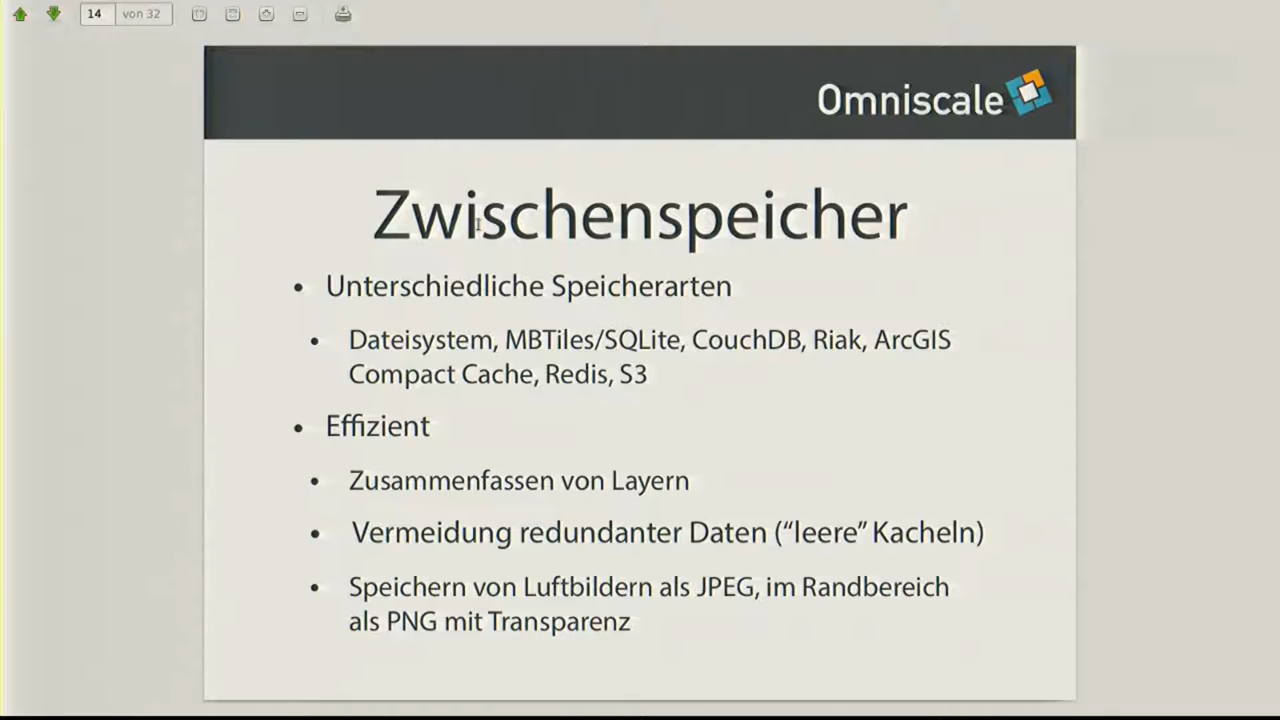 14 von 32
Omniscale
Zwischenspeicher
• Unterschiedliche Speicherarten
• Dateisystem, MBTiles/SQLite, CouchDB, Riak, ArcGIS
Compact Cache, Redis, S3
• Effizient
• Zusammenfassen von Layern
• Vermeidung redundanter Daten (“leere” Kacheln)
• Speichern von Luftbildern als JPEG, im Randbereich
als PNG mit Transparenz